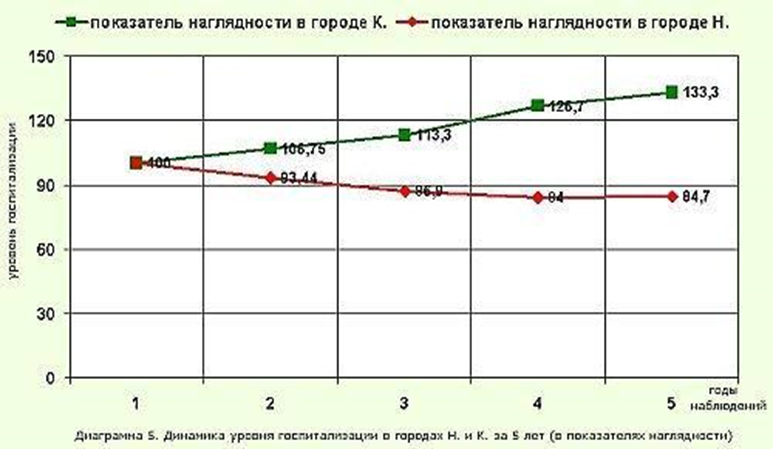 показатель наглядности в городе К. показатель наглядности в городе Н.
уровень госпитализации
150
120
90
60
30
0
100
106,75
113,3
126,7
133,3
93,44
86,9
84
84,7
1 2 3 4 5
годы
наблюдений
Диаграмма 5. Динамика уровня госпитализации в городах Н. и К. за 5 лет (в показателях наглядности)